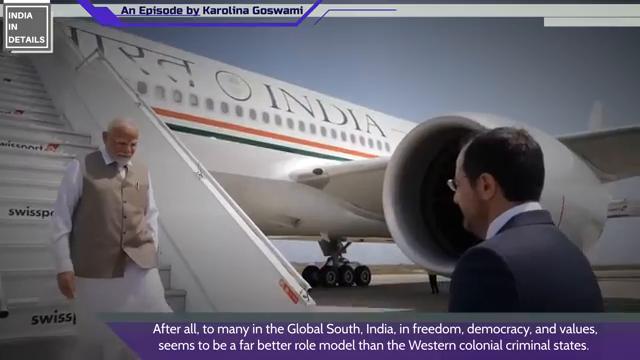 INDIA
IN
DETAILS
An Episode by Karolina Goswami
भारत
INDIA
swissport
swissport
After all, to many in the Global South, India, in freedom, democracy, and values,
seems to be a far better role model than the Western colonial criminal states.